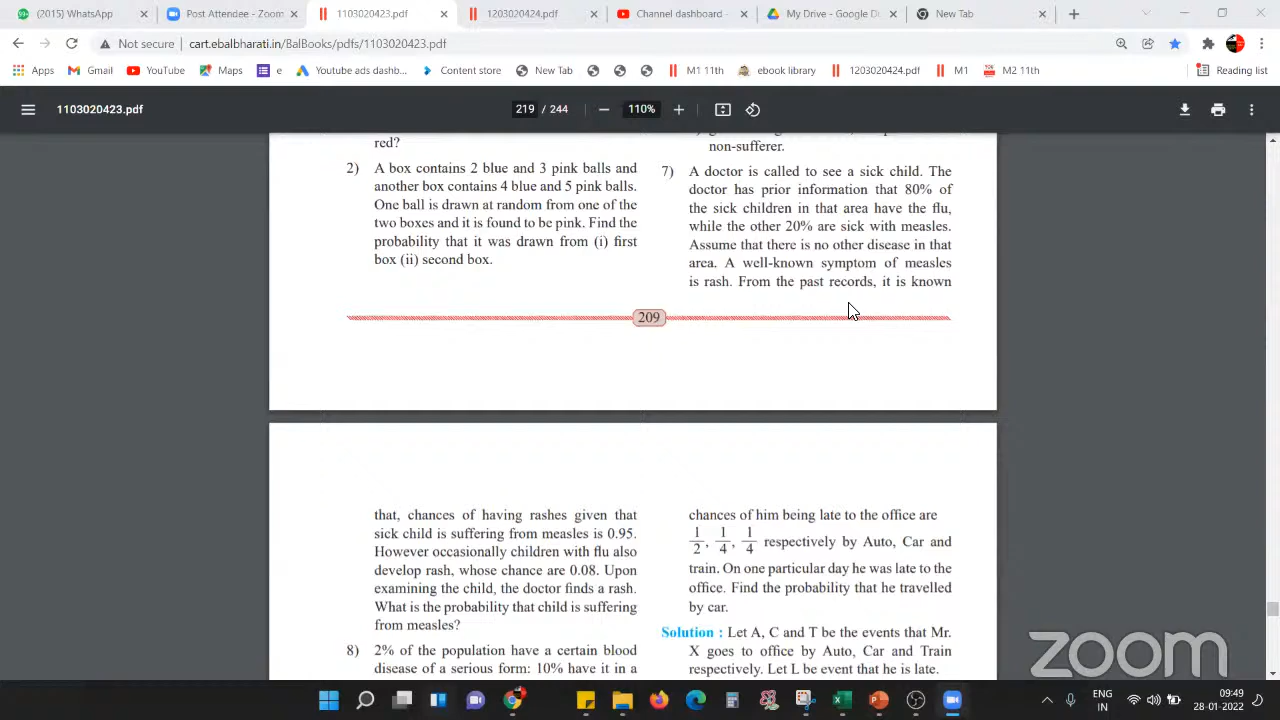 (2015) WhatsApp
Post Attendee - Zoom
1103020423.pdf
1200020424.pdf
Channel dashboard -
My Drive - Google D
New Tab
Not secure | cart.ebalbharati.in/BalBooks/pdfs/1103020423.pdf
Apps
Gmail
YouTube
Maps
e
Youtube ads dashb...
Content store
New Tab
M1 11th
ebook library
1203020424.pdf
M1
M2 11th
Reading list
1103020423.pdf
219 / 244
110%
red?
2) A box contains 2 blue and 3 pink balls and
another box contains 4 blue and 5 pink balls.
One ball is drawn at random from one of the
two boxes and it is found to be pink. Find the
probability that it was drawn from (i) first
box (ii) second box.
non-sufferer.
7) A doctor is called to see a sick child. The
doctor has prior information that 80% of
the sick children in that area have the flu,
while the other 20% are sick with measles.
Assume that there is no other disease in that
area. A well-known symptom of measles
is rash. From the past records, it is known
209
that, chances of having rashes given that
sick child is suffering from measles is 0.95.
However occasionally children with flu also
develop rash, whose chance are 0.08. Upon
examining the child, the doctor finds a rash.
What is the probability that child is suffering
from measles?
8) 2% of the population have a certain blood
disease of a serious form: 10% have it in a
chances of him being late to the office are
1/2, 1/4, 1/4 respectively by Auto, Car and
train. On one particular day he was late to the
office. Find the probability that he travelled
by car.
Solution : Let A, C and T be the events that Mr.
X goes to office by Auto, Car and Train
respectively. Let L be event that he is late.
zoom
ENG
IN
09:49
28-01-2022